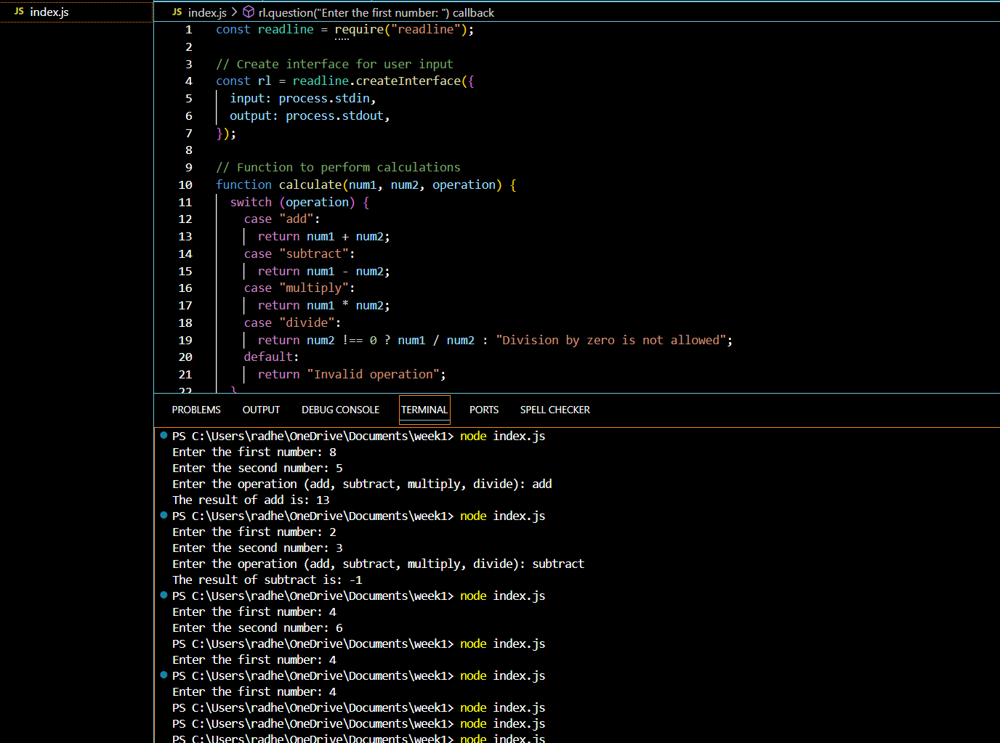 JS index.js
JS index.js > rl.question("Enter the first number: ") callback
1 const readline = require("readline");
2
3 // Create interface for user input
4 const rl = readline.createInterface({
5 input: process.stdin,
6 output: process.stdout,
7 });
8
9 // Function to perform calculations
10 function calculate(num1, num2, operation) {
11 switch (operation) {
12 case "add":
13 return num1 + num2;
14 case "subtract":
15 return num1 - num2;
16 case "multiply":
17 return num1 * num2;
18 case "divide":
19 return num2 !== 0 ? num1 / num2 : "Division by zero is not allowed";
20 default:
21 return "Invalid operation";
22 }
PROBLEMS OUTPUT DEBUG CONSOLE TERMINAL PORTS SPELL CHECKER
PS C:\Users\radhe\OneDrive\Documents\week1> node index.js
Enter the first number: 8
Enter the second number: 5
Enter the operation (add, subtract, multiply, divide): add
The result of add is: 13
PS C:\Users\radhe\OneDrive\Documents\week1> node index.js
Enter the first number: 2
Enter the second number: 3
Enter the operation (add, subtract, multiply, divide): subtract
The result of subtract is: -1
PS C:\Users\radhe\OneDrive\Documents\week1> node index.js
Enter the first number: 4
Enter the second number: 6
PS C:\Users\radhe\OneDrive\Documents\week1> node index.js
Enter the first number: 4
PS C:\Users\radhe\OneDrive\Documents\week1> node index.js
Enter the first number: 4
PS C:\Users\radhe\OneDrive\Documents\week1> node index.js
PS C:\Users\radhe\OneDrive\Documents\week1> node index.js
PS C:\Users\radhe\OneDrive\Documents\week1> node index.js